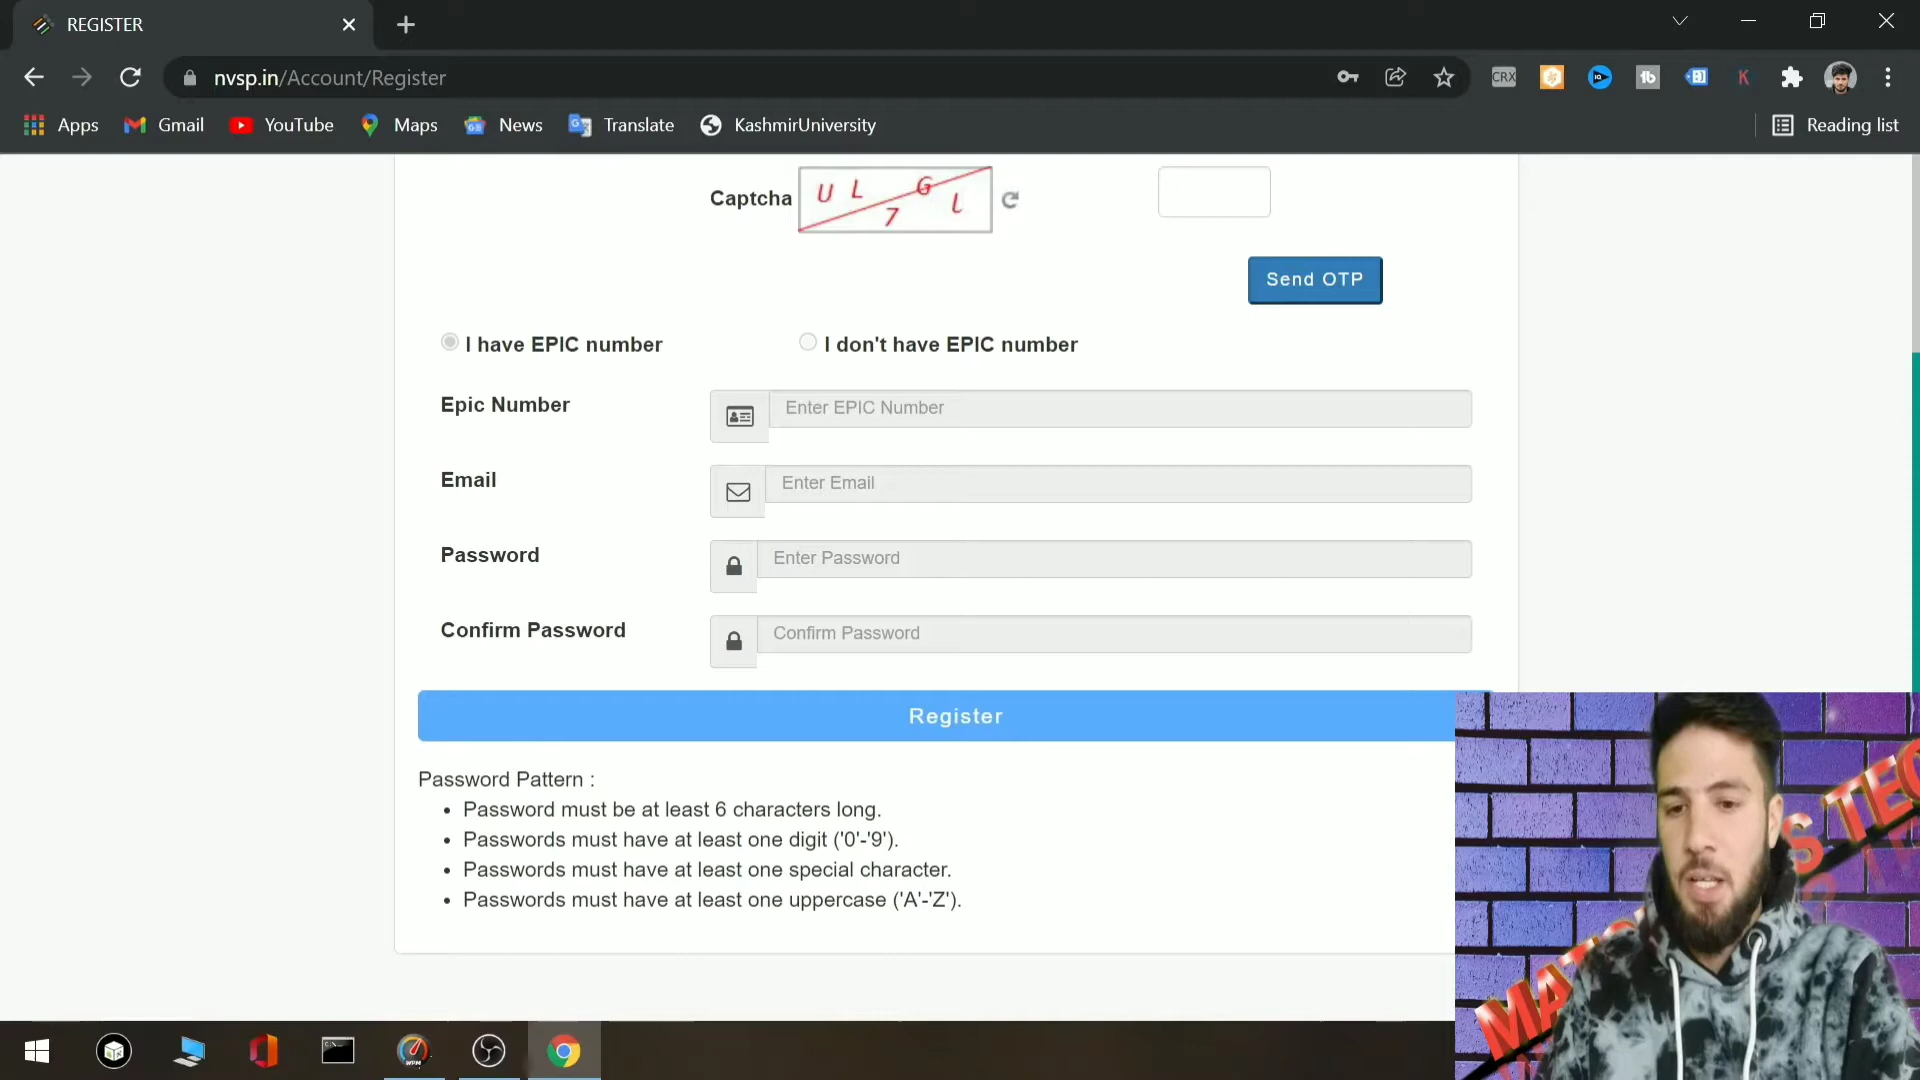 REGISTER
nvsp.in/Account/Register
CRX
Apps
Gmail
YouTube
Maps
News
Translate
KashmirUniversity
Reading list
Captcha
U L 7 G L
Send OTP
I have EPIC number
I don't have EPIC number
Epic Number
Enter EPIC Number
Email
Enter Email
Password
Enter Password
Confirm Password
Confirm Password
Register
Password Pattern :
• Password must be at least 6 characters long.
• Passwords must have at least one digit ('0'-'9').
• Passwords must have at least one special character.
• Passwords must have at least one uppercase ('A'-'Z').
WPM